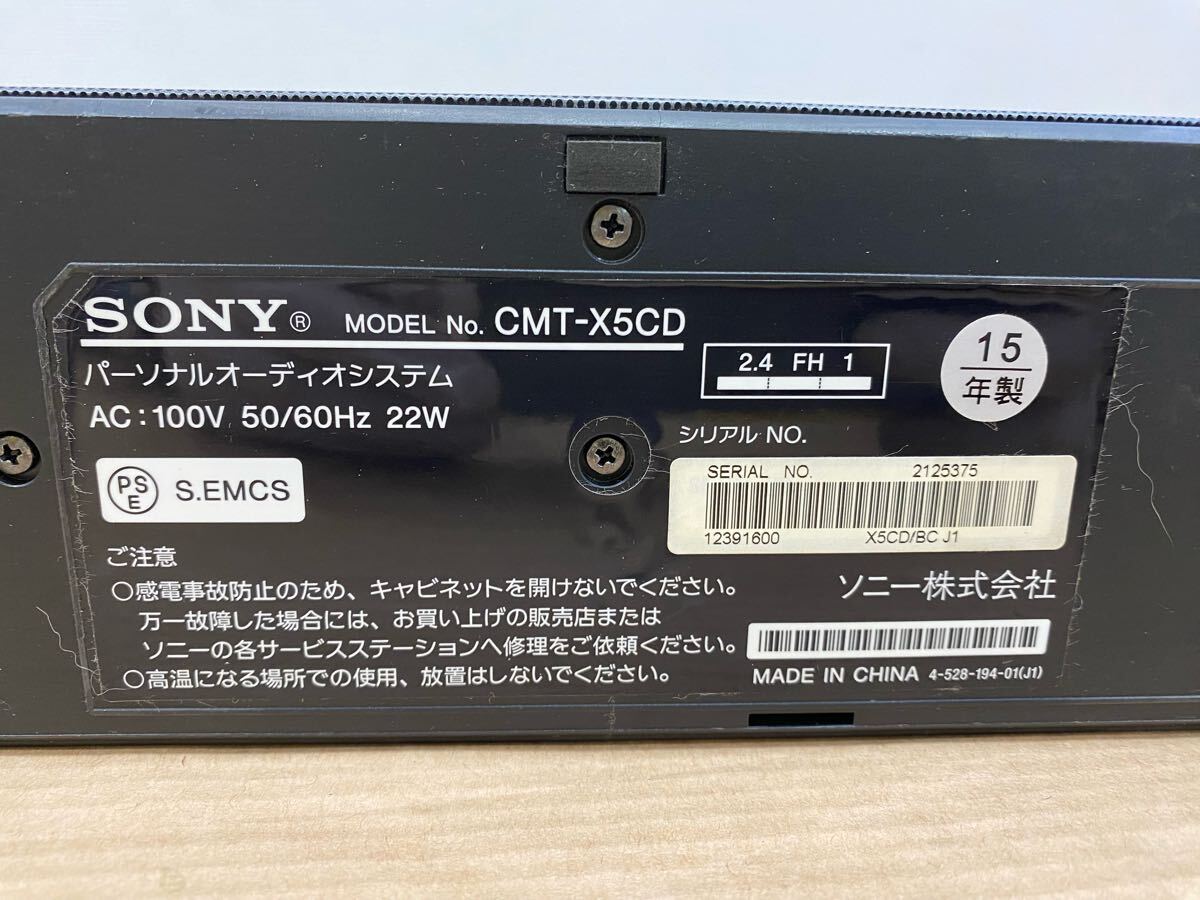 SONY® MODEL No. CMT-X5CD
パーソナルオーディオシステム
AC:100V 50/60Hz 22W
2.4 FH 1
15
年製
PS
E
S.EMCS
シリアル NO.
SERIAL NO. 2125375
12391600 X5CD/BC J1
ご注意
○感電事故防止のため、キャビネットを開けないでください。
万一故障した場合には、お買い上げの販売店または
ソニーの各サービスステーションへ修理をご依頼ください。
○高温になる場所での使用、放置はしないでください。
ソニー株式会社
MADE IN CHINA 4-528-194-01(J1)